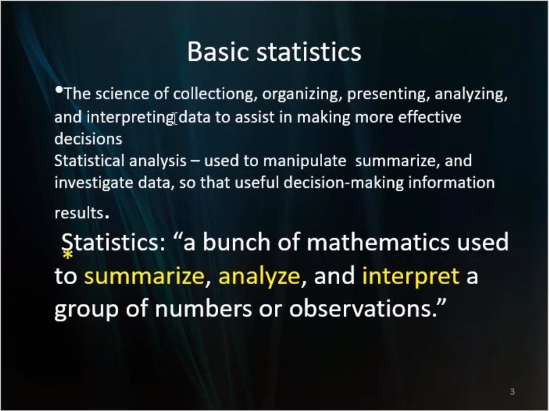 Basic statistics
•The science of collectiong, organizing, presenting, analyzing,
and interpreting data to assist in making more effective
decisions
Statistical analysis – used to manipulate summarize, and
investigate data, so that useful decision-making information
results.
Statistics: “a bunch of mathematics used
* to summarize, analyze, and interpret a
group of numbers or observations.”
3